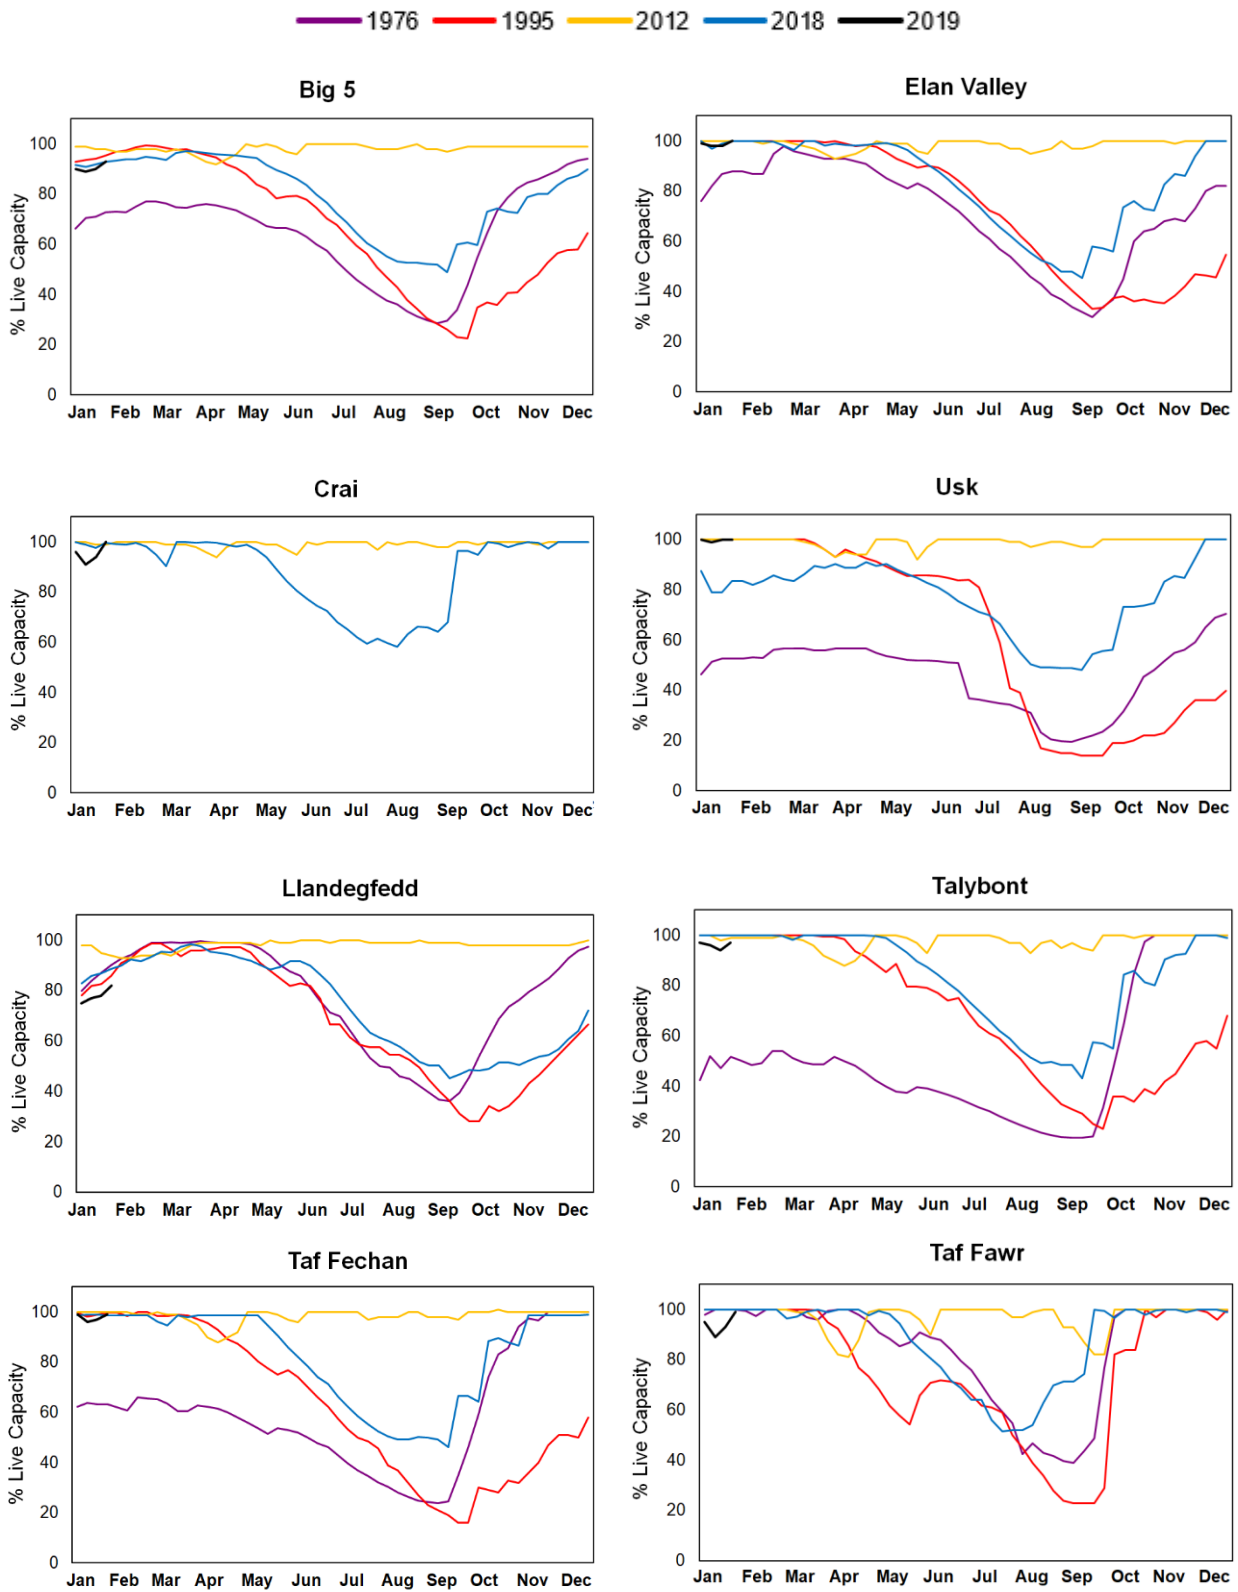 1976 1995 2012 2018 2019
Big 5
% Live Capacity
100
80
60
40
20
0
Jan Feb Mar Apr May Jun Jul Aug Sep Oct Nov Dec
Elan Valley
% Live Capacity
100
80
60
40
20
0
Jan Feb Mar Apr May Jun Jul Aug Sep Oct Nov Dec
Crai
% Live Capacity
100
80
60
40
20
0
Jan Feb Mar Apr May Jun Jul Aug Sep Oct Nov Dec
Usk
% Live Capacity
100
80
60
40
20
0
Jan Feb Mar Apr May Jun Jul Aug Sep Oct Nov Dec
Llandegfedd
% Live Capacity
100
80
60
40
20
0
Jan Feb Mar Apr May Jun Jul Aug Sep Oct Nov Dec
Talybont
% Live Capacity
100
80
60
40
20
0
Jan Feb Mar Apr May Jun Jul Aug Sep Oct Nov Dec
Taf Fechan
% Live Capacity
100
80
60
40
20
0
Jan Feb Mar Apr May Jun Jul Aug Sep Oct Nov Dec
Taf Fawr
% Live Capacity
100
80
60
40
20
0
Jan Feb Mar Apr May Jun Jul Aug Sep Oct Nov Dec